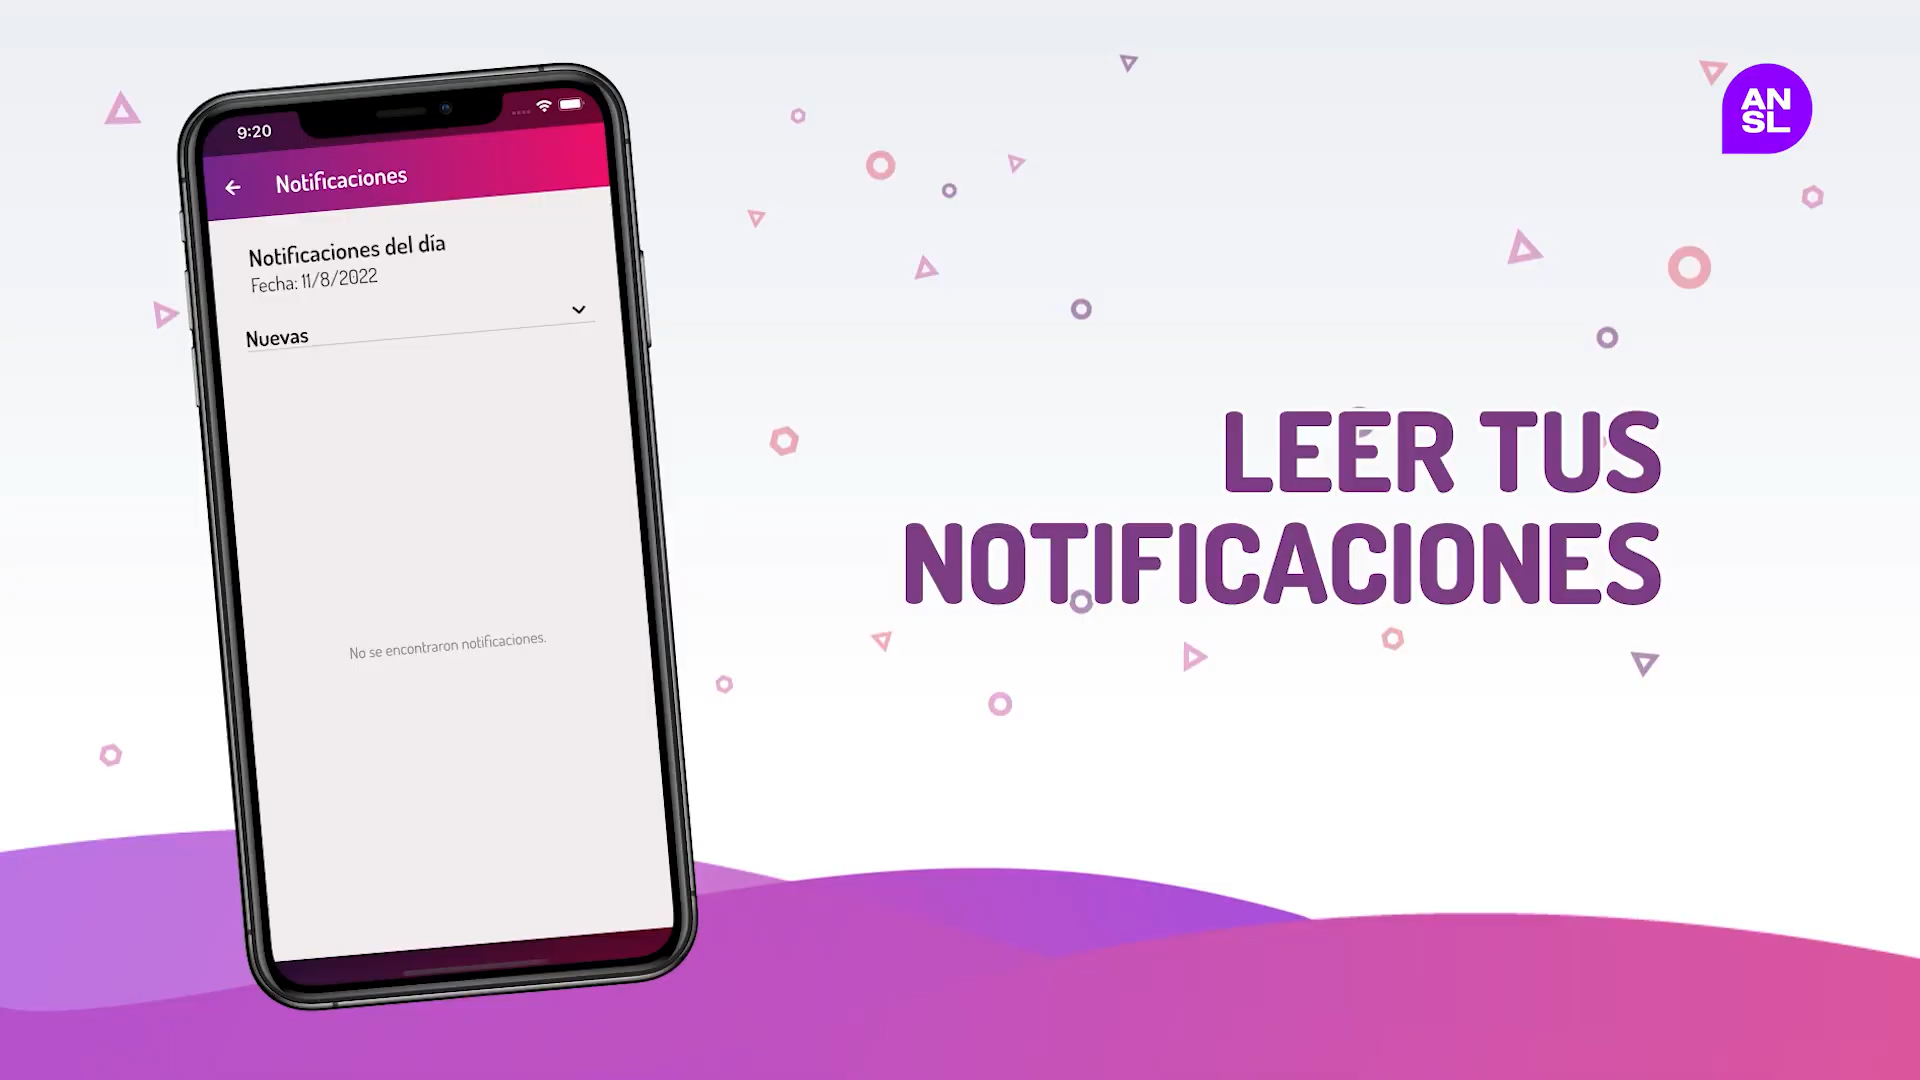 9:20
Notificaciones
Notificaciones del día
Fecha: 11/8/2022
Nuevas
No se encontraron notificaciones.
LEER TUS
NOTIFICACIONES
AN
SL